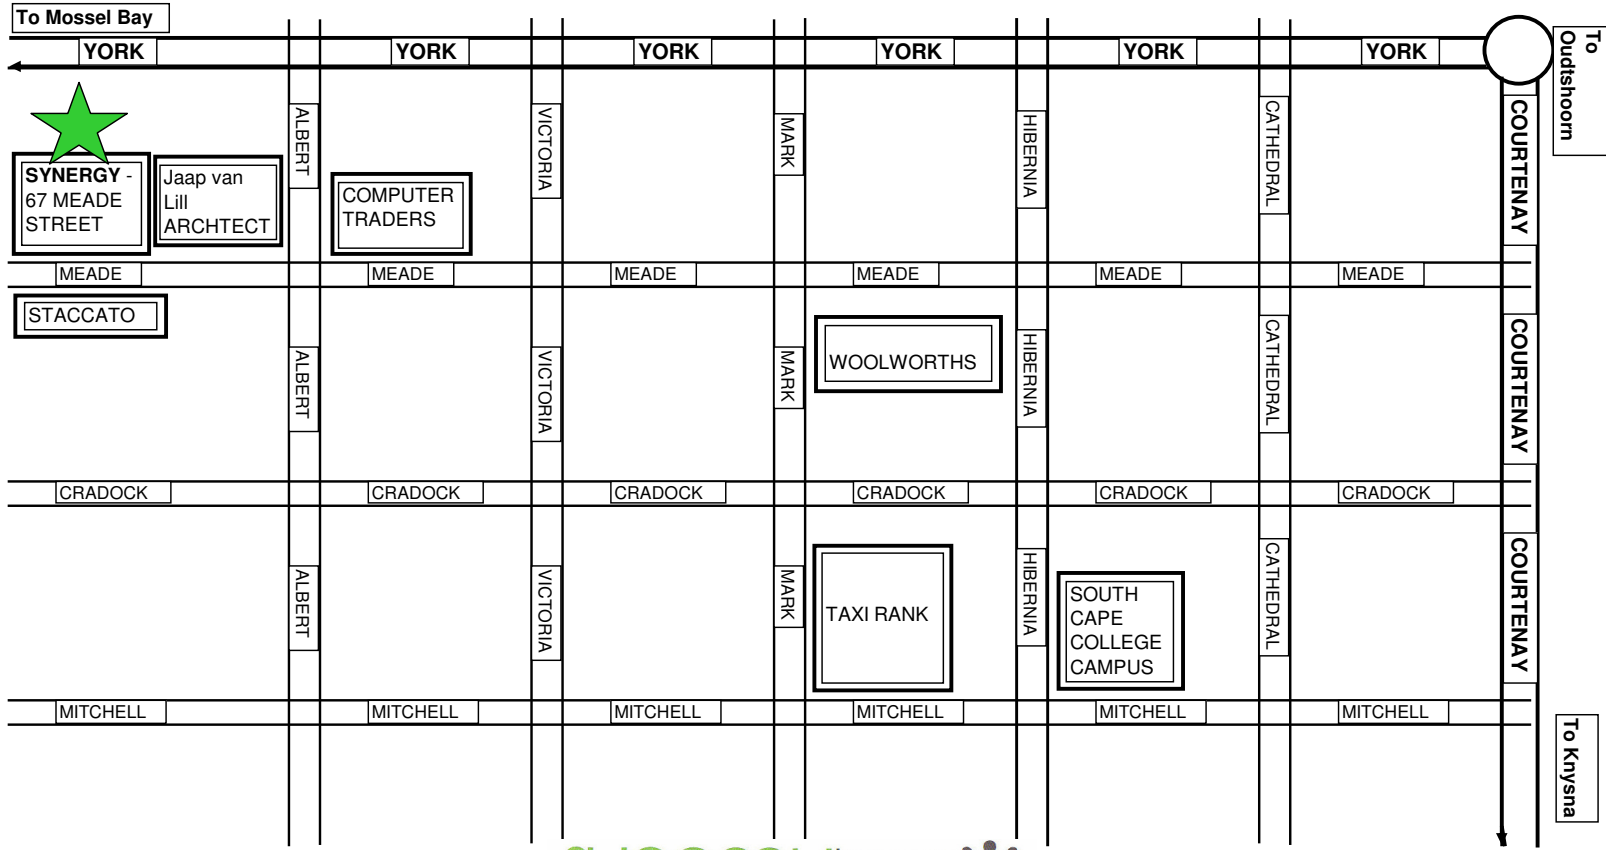 To Mossel Bay
YORK
YORK
YORK
YORK
YORK
YORK
To
Oudtshoorn
ALBERT
VICTORIA
MARK
HIBERNIA
CATHEDRAL
COURTENAY
SYNERGY -
67 MEADE
STREET
Jaap van
Lill
ARCHTECT
COMPUTER
TRADERS
MEADE
MEADE
MEADE
MEADE
MEADE
MEADE
STACCATO
ALBERT
VICTORIA
MARK
WOOLWORTHS
HIBERNIA
CATHEDRAL
COURTENAY
CRADOCK
CRADOCK
CRADOCK
CRADOCK
CRADOCK
CRADOCK
ALBERT
VICTORIA
MARK
TAXI RANK
HIBERNIA
SOUTH
CAPE
COLLEGE
CAMPUS
CATHEDRAL
COURTENAY
MITCHELL
MITCHELL
MITCHELL
MITCHELL
MITCHELL
MITCHELL
To Knysna